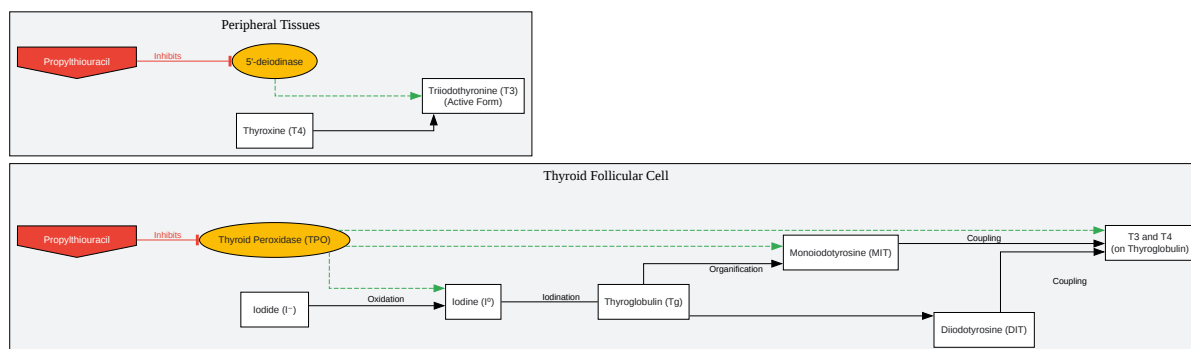 Peripheral Tissues
Propylthiouracil
Inhibits
5'-deiodinase
Triiodothyronine (T3)
(Active Form)
Thyroxine (T4)
Thyroid Follicular Cell
Propylthiouracil
Inhibits
Thyroid Peroxidase (TPO)
T3 and T4
(on Thyroglobulin)
Coupling
Monoiodotyrosine (MIT)
Organification
Coupling
Iodide (I⁻)
Oxidation
Iodine (I⁰)
Iodination
Thyroglobulin (Tg)
Diiodotyrosine (DIT)